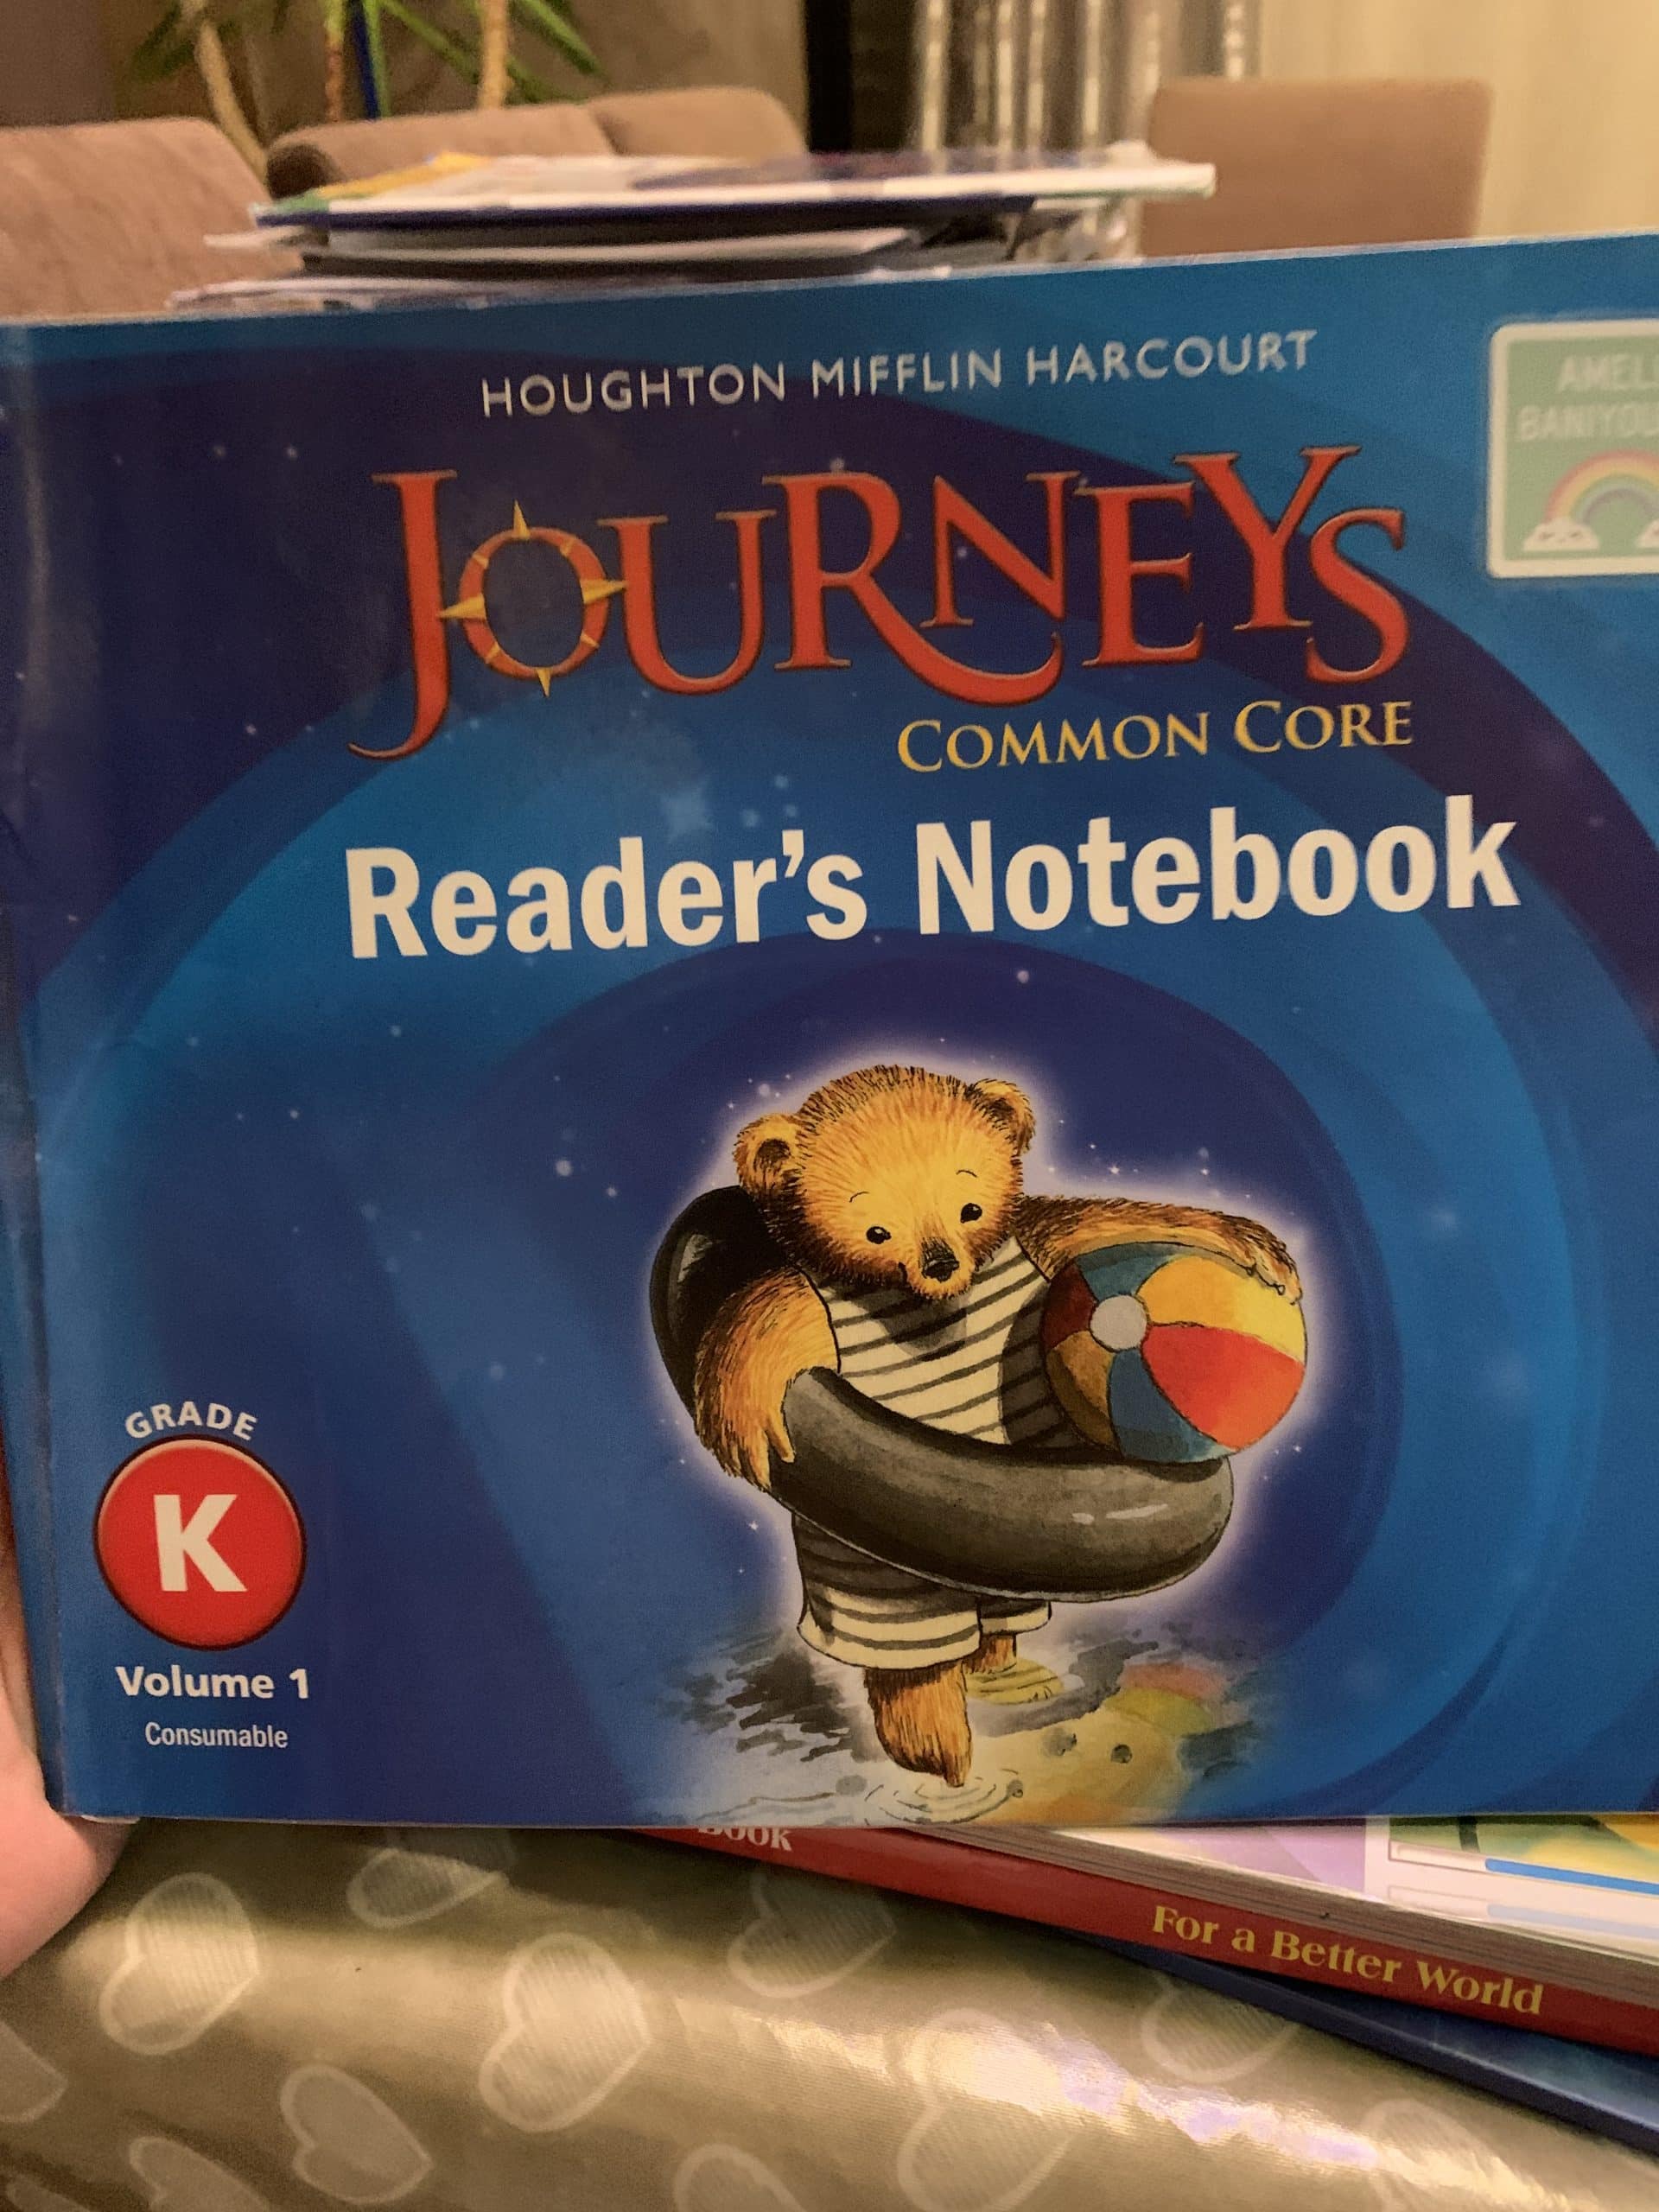 HOUGHTON MIFFLIN HARCOURT
JOURNEYS
COMMON CORE
Reader's Notebook
GRADE
K
Volume 1
Consumable
For a Better World